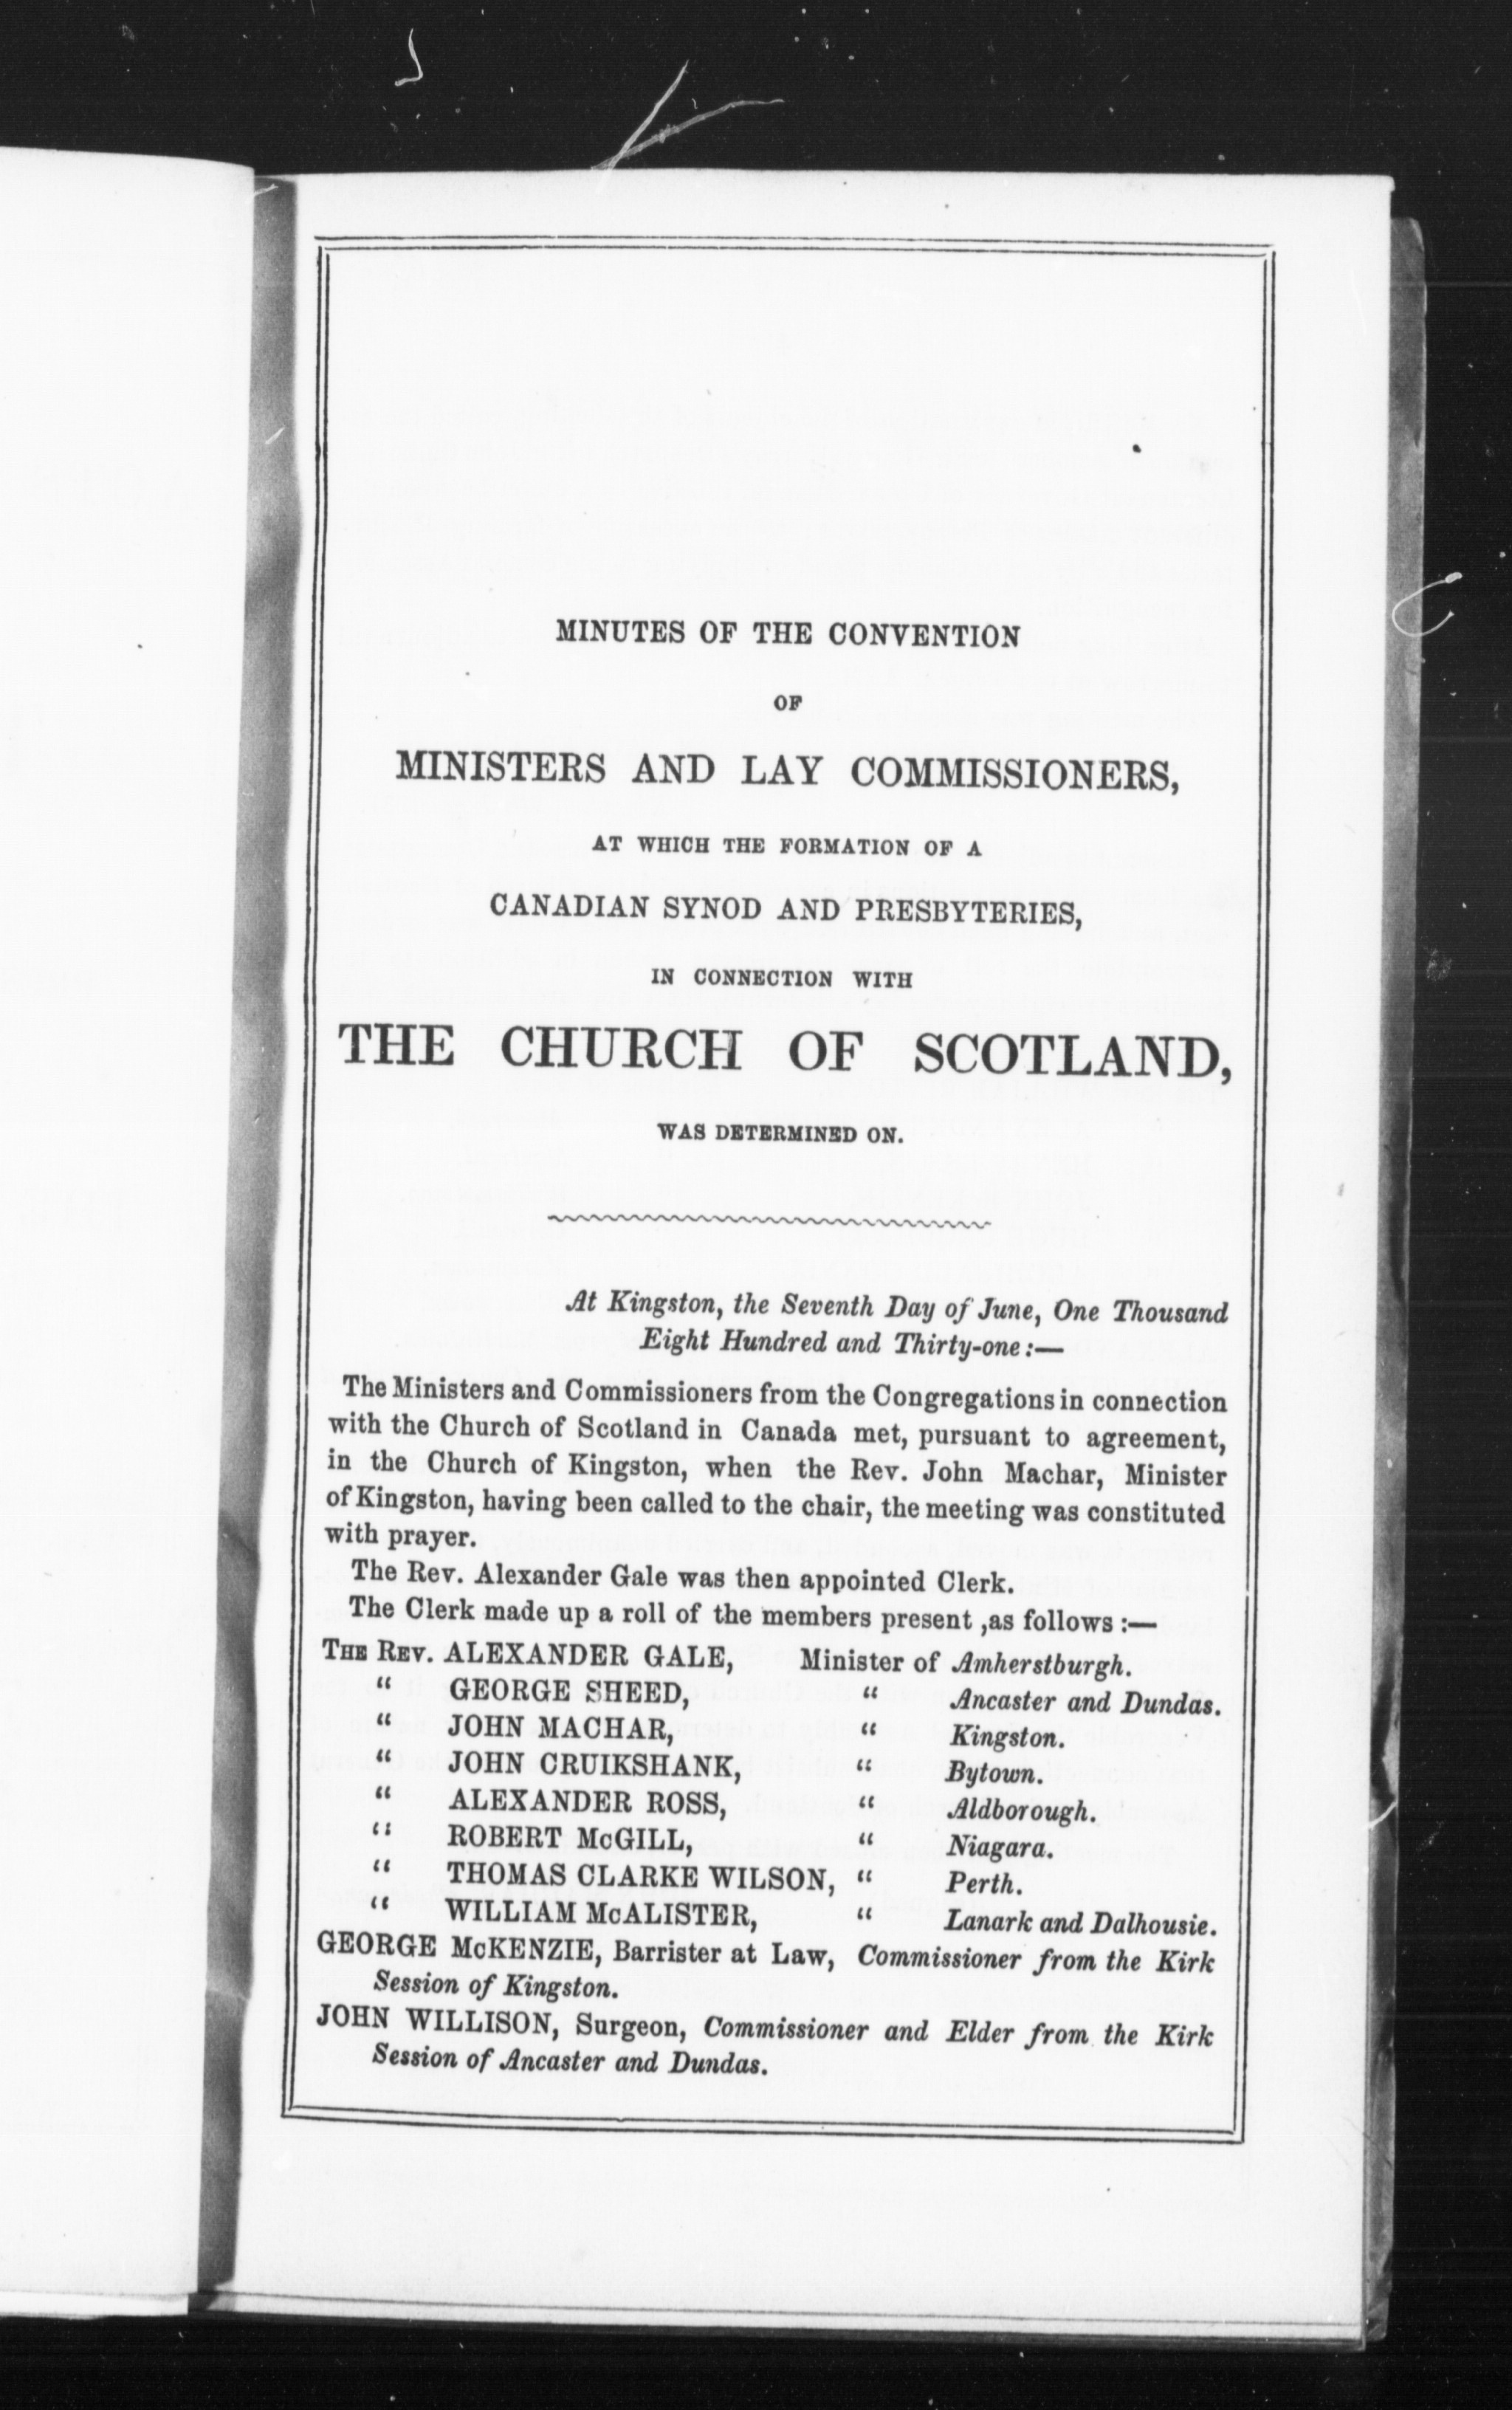 MINUTES OF THE CONVENTION
OF
MINISTERS AND LAY COMMISSIONERS,
AT WHICH THE FORMATION OF A
CANADIAN SYNOD AND PRESBYTERIES,
IN CONNECTION WITH
THE CHURCH OF SCOTLAND,
WAS DETERMINED ON.
At Kingston, the Seventh Day of June, One Thousand
Eight Hundred and Thirty-one:—
The Ministers and Commissioners from the Congregations in connection
with the Church of Scotland in Canada met, pursuant to agreement,
in the Church of Kingston, when the Rev. John Machar, Minister
of Kingston, having been called to the chair, the meeting was constituted
with prayer.
The Rev. Alexander Gale was then appointed Clerk.
The Clerk made up a roll of the members present ,as follows :—
THE REV. ALEXANDER GALE, Minister of Amherstburgh.
“ GEORGE SHEED, “ Ancaster and Dundas.
“ JOHN MACHAR, “ Kingston.
“ JOHN CRUIKSHANK, “ Bytown.
“ ALEXANDER ROSS, “ Aldborough.
“ ROBERT McGILL, “ Niagara.
“ THOMAS CLARKE WILSON, “ Perth.
“ WILLIAM McALISTER, “ Lanark and Dalhousie.
GEORGE McKENZIE, Barrister at Law, Commissioner from the Kirk
Session of Kingston.
JOHN WILLISON, Surgeon, Commissioner and Elder from the Kirk
Session of Ancaster and Dundas.